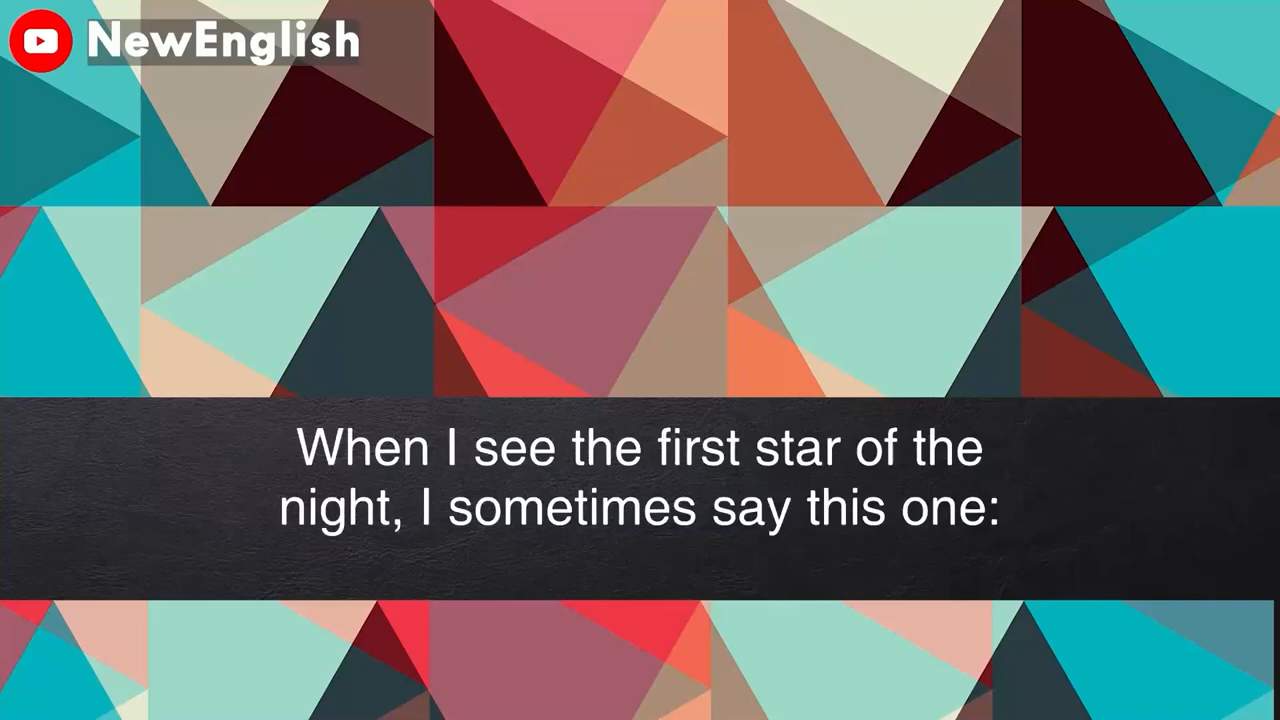 NewEnglish
When I see the first star of the
night, I sometimes say this one: